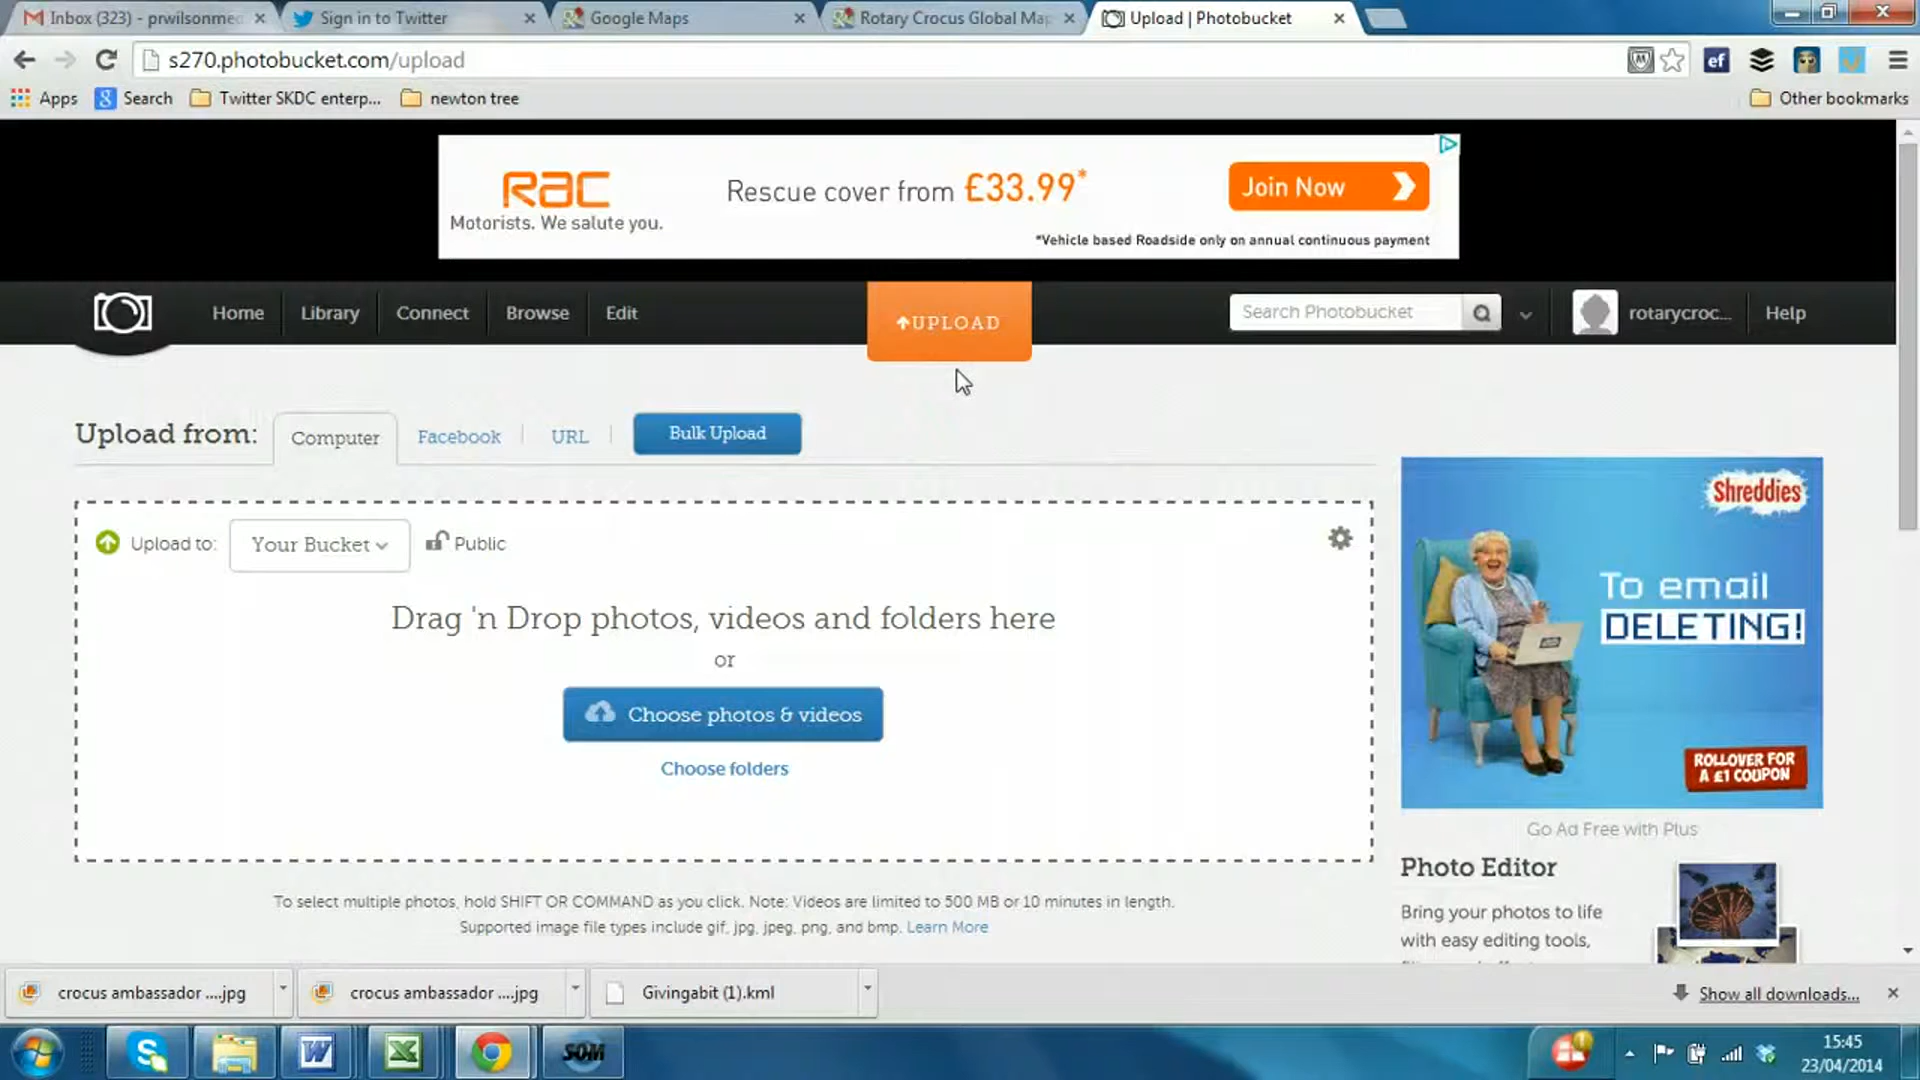 Inbox (323) - prwilsonmed
Sign in to Twitter
Google Maps
Rotary Crocus Global Map
Upload | Photobucket
s270.photobucket.com/upload
ef
Apps
Search
Twitter SKDC enterp...
newton tree
Other bookmarks
RAC
Motorists. We salute you.
Rescue cover from £33.99*
Join Now
*Vehicle based Roadside only on annual continuous payment
Home
Library
Connect
Browse
Edit
UPLOAD
Search Photobucket
rotarycroc...
Help
Upload from:
Computer
Facebook
URL
Bulk Upload
Upload to:
Your Bucket
Public
Drag 'n Drop photos, videos and folders here
or
Choose photos & videos
Choose folders
To select multiple photos, hold SHIFT OR COMMAND as you click. Note: Videos are limited to 500 MB or 10 minutes in length.
Supported image file types include gif, jpg, jpeg, png, and bmp. Learn More
Shreddies
To email
DELETING!
ROLLOVER FOR
A £1 COUPON
Go Ad Free with Plus
Photo Editor
Bring your photos to life
with easy editing tools,
crocus ambassador ....jpg
crocus ambassador ....jpg
Givingabit (1).kml
Show all downloads...
SOM
15:45
23/04/2014